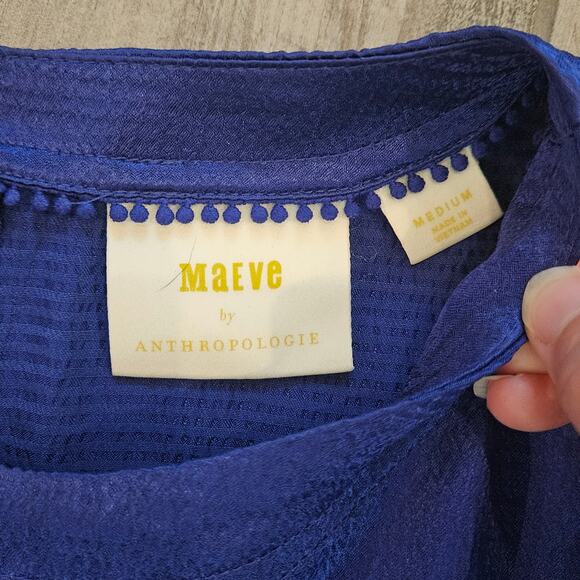 MAEVE
by
ANTHROPOLOGIE
MEDIUM
MADE IN
VIETNAM